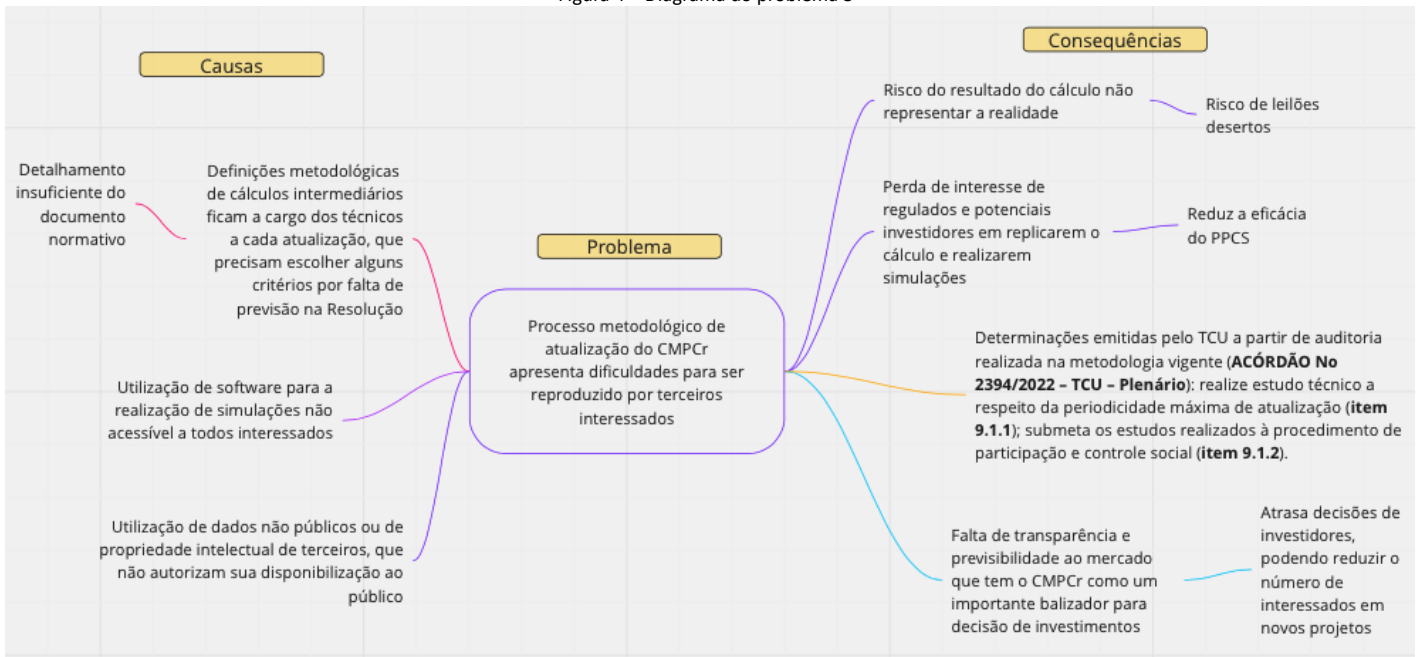 Causas
Detalhamento
insuficiente do
documento
normativo
Definições metodológicas
de cálculos intermediários
ficam a cargo dos técnicos
a cada atualização, que
precisam escolher alguns
critérios por falta de
previsão na Resolução
Utilização de software para a
realização de simulações não
acessível a todos interessados
Utilização de dados não públicos ou de
propriedade intelectual de terceiros, que
não autorizam sua disponibilização ao
público
Problema
Processo metodológico de
atualização do CMPCr
apresenta dificuldades para ser
reproduzido por terceiros
interessados
Consequências
Risco do resultado do cálculo não
representar a realidade
Risco de leilões
desertos
Perda de interesse de
regulados e potenciais
investidores em replicarem o
cálculo e realizarem
simulações
Reduz a eficácia
do PPCS
Determinações emitidas pelo TCU a partir de auditoria
realizada na metodologia vigente (ACÓRDÃO No
2394/2022 – TCU – Plenário): realize estudo técnico a
respeito da periodicidade máxima de atualização (item
9.1.1); submeta os estudos realizados à procedimento de
participação e controle social (item 9.1.2).
Falta de transparência e
previsibilidade ao mercado
que tem o CMPCr como um
importante balizador para
decisão de investimentos
Atrasa decisões de
investidores,
podendo reduzir o
número de
interessados em
novos projetos